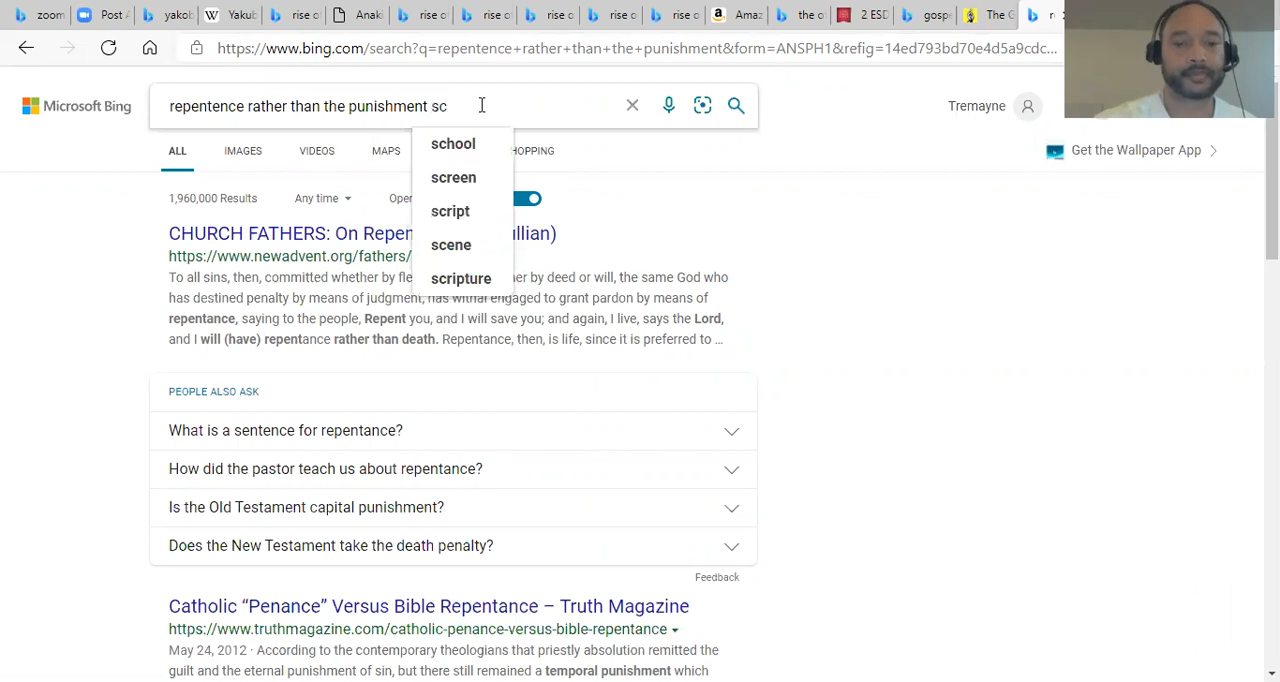 zoom
Post A
yakob
Yakub
rise o
Anaki
rise o
rise o
rise o
rise o
rise o
Amaz
the o
2 ESD
gospe
The G
https://www.bing.com/search?q=repentence+rather+than+the+punishment&form=ANSPH1&refig=14ed793bd70e4d5a9cdc...
Microsoft Bing
repentence rather than the punishment sc
Tremayne
school
screen
script
scene
scripture
ALL
IMAGES
VIDEOS
MAPS
HOPPING
Get the Wallpaper App
1,960,000 Results
Any time
Oper
CHURCH FATHERS: On Repen ullian)
https://www.newadvent.org/fathers/
To all sins, then, committed whether by fle er by deed or will, the same God who
has destined penalty by means of judgment, has withal engaged to grant pardon by means of
repentance, saying to the people, Repent you, and I will save you; and again, I live, says the Lord,
and I will (have) repentance rather than death. Repentance, then, is life, since it is preferred to ...
PEOPLE ALSO ASK
What is a sentence for repentance?
How did the pastor teach us about repentance?
Is the Old Testament capital punishment?
Does the New Testament take the death penalty?
Feedback
Catholic “Penance” Versus Bible Repentance – Truth Magazine
https://www.truthmagazine.com/catholic-penance-versus-bible-repentance
May 24, 2012 · According to the contemporary theologians that priestly absolution remitted the
guilt and the eternal punishment of sin, but there still remained a temporal punishment which